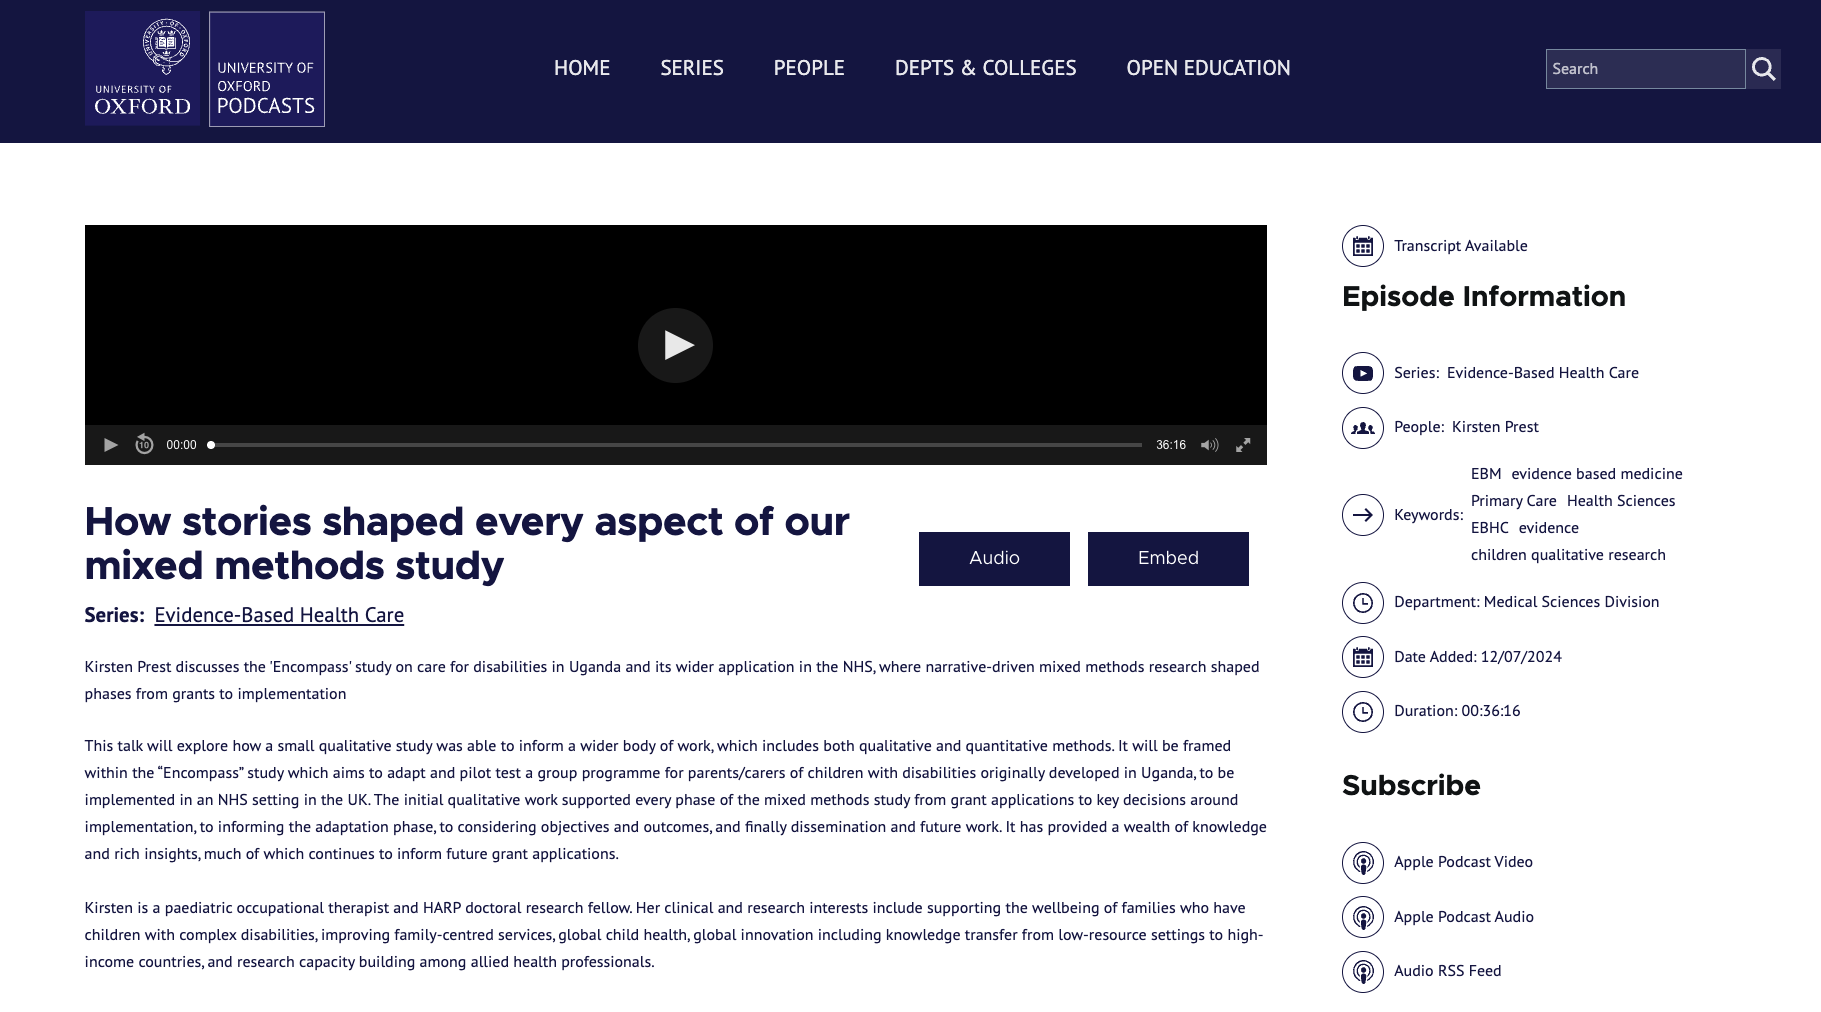 UNIVERSITY OF
OXFORD
UNIVERSITY OF
OXFORD
PODCASTS
HOME
SERIES
PEOPLE
DEPTS & COLLEGES
OPEN EDUCATION
Search
10
00:00
36:16
How stories shaped every aspect of our
mixed methods study
Audio
Embed
Series: Evidence-Based Health Care
Kirsten Prest discusses the 'Encompass' study on care for disabilities in Uganda and its wider application in the NHS, where narrative-driven mixed methods research shaped
phases from grants to implementation
This talk will explore how a small qualitative study was able to inform a wider body of work, which includes both qualitative and quantitative methods. It will be framed
within the “Encompass” study which aims to adapt and pilot test a group programme for parents/carers of children with disabilities originally developed in Uganda, to be
implemented in an NHS setting in the UK. The initial qualitative work supported every phase of the mixed methods study from grant applications to key decisions around
implementation, to informing the adaptation phase, to considering objectives and outcomes, and finally dissemination and future work. It has provided a wealth of knowledge
and rich insights, much of which continues to inform future grant applications.
Kirsten is a paediatric occupational therapist and HARP doctoral research fellow. Her clinical and research interests include supporting the wellbeing of families who have
children with complex disabilities, improving family-centred services, global child health, global innovation including knowledge transfer from low-resource settings to high-
income countries, and research capacity building among allied health professionals.
Transcript Available
Episode Information
Series: Evidence-Based Health Care
People: Kirsten Prest
Keywords:
EBM evidence based medicine
Primary Care Health Sciences
EBHC evidence
children qualitative research
Department: Medical Sciences Division
Date Added: 12/07/2024
Duration: 00:36:16
Subscribe
Apple Podcast Video
Apple Podcast Audio
Audio RSS Feed